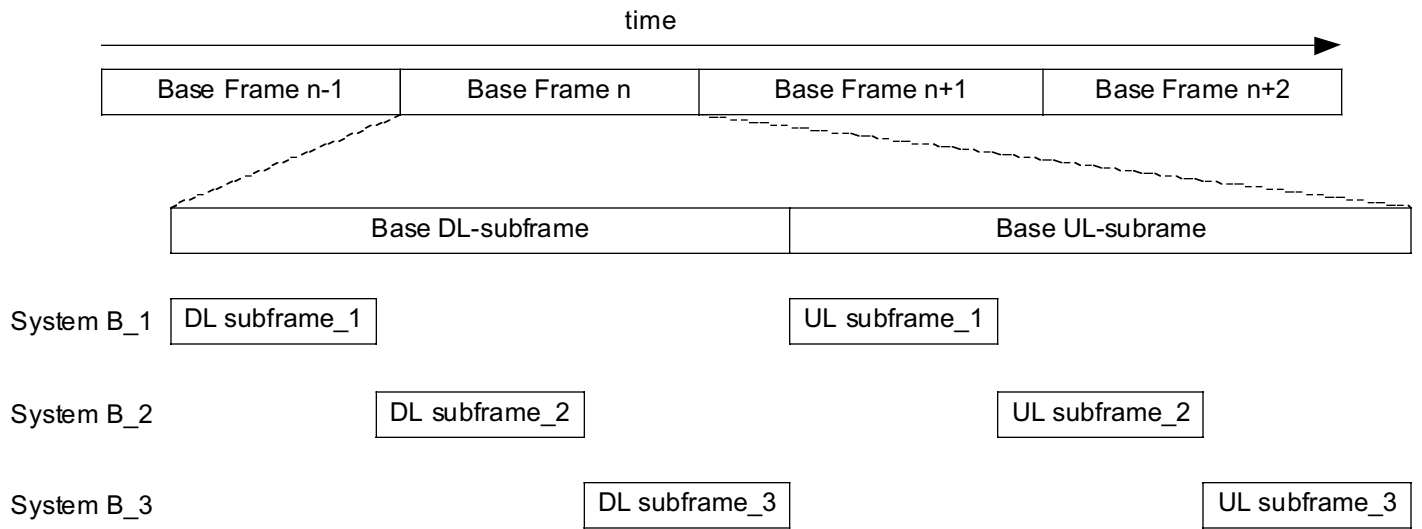 time
Base Frame n-1 Base Frame n Base Frame n+1 Base Frame n+2
Base DL-subframe Base UL-subrame
System B_1 DL subframe_1 UL subframe_1
System B_2 DL subframe_2 UL subframe_2
System B_3 DL subframe_3 UL subframe_3